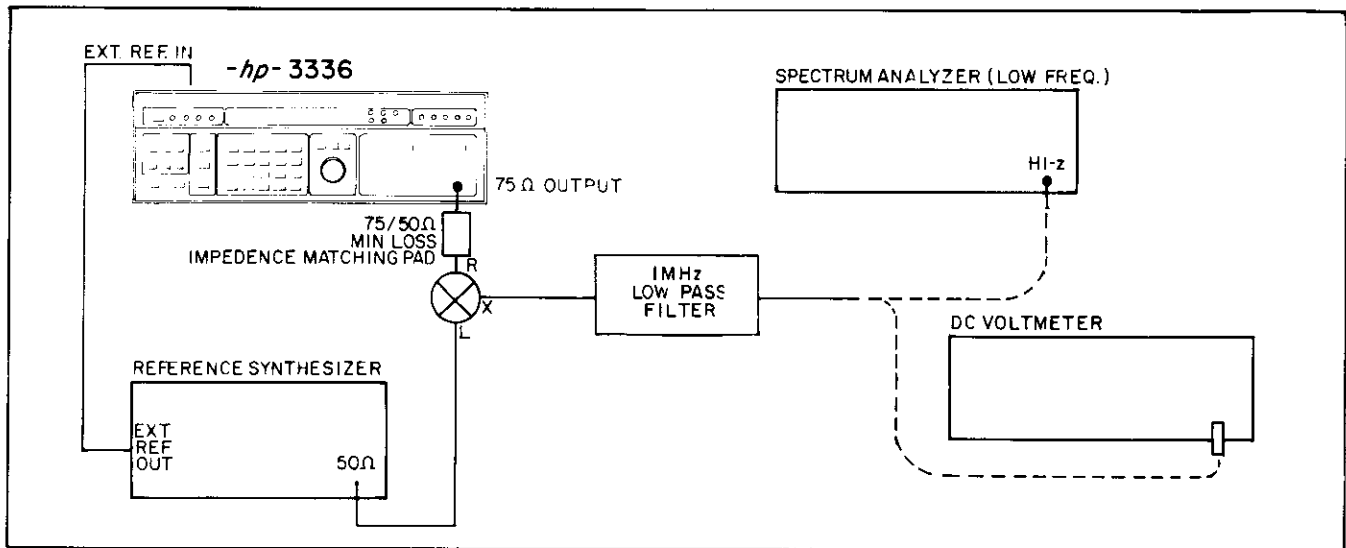 EXT. REF. IN
-hp- 3336
75Ω OUTPUT
75/50Ω
MIN LOSS
IMPEDENCE MATCHING PAD
R
X
L
1MHz
LOW PASS
FILTER
SPECTRUM ANALYZER (LOW FREQ.)
HI-z
DC VOLTMETER
REFERENCE SYNTHESIZER
EXT
REF
OUT
50Ω